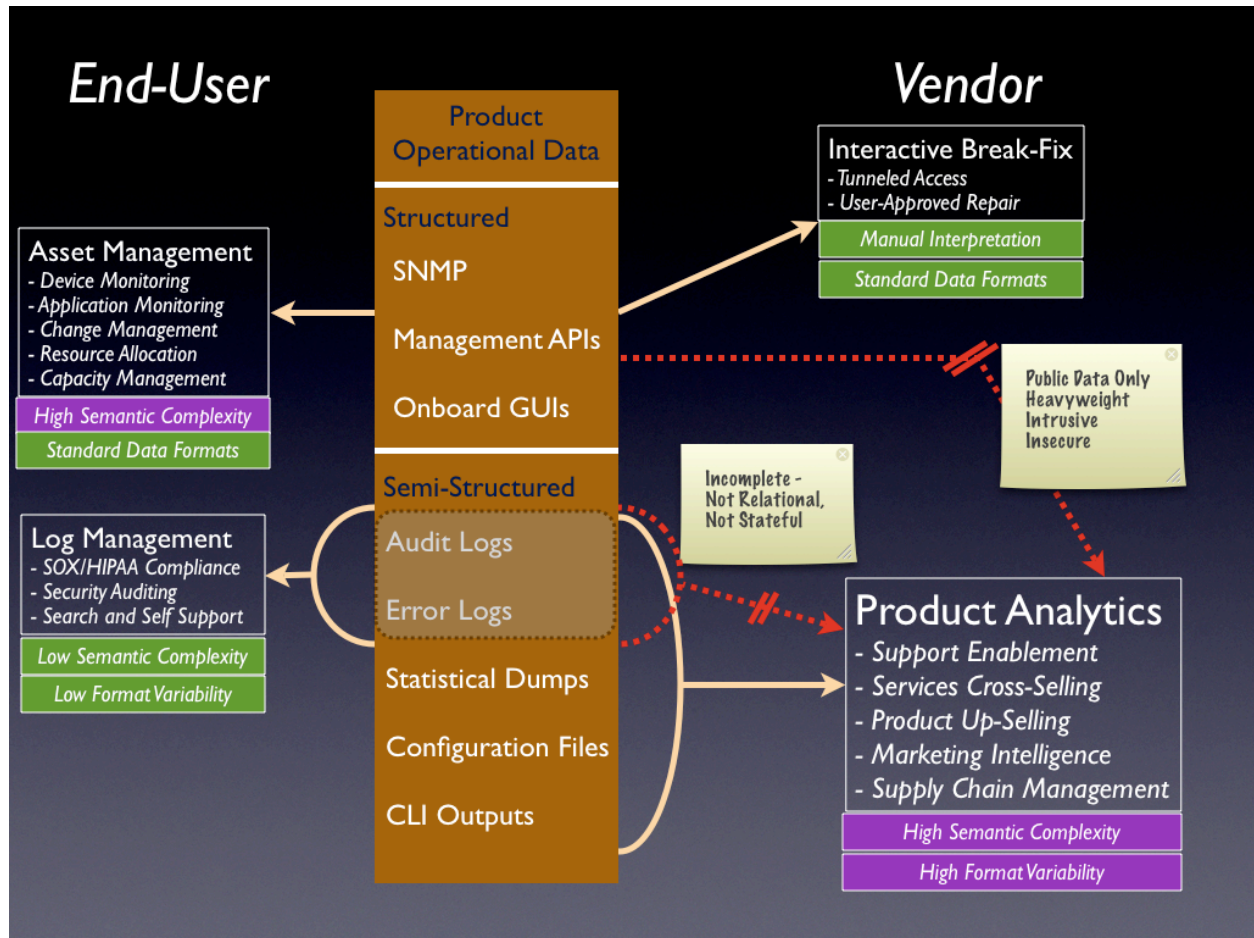 End-User
Vendor
Product
Operational Data
Structured
SNMP
Management APIs
Onboard GUIs
Semi-Structured
Audit Logs
Error Logs
Statistical Dumps
Configuration Files
CLI Outputs
Asset Management
- Device Monitoring
- Application Monitoring
- Change Management
- Resource Allocation
- Capacity Management
High Semantic Complexity
Standard Data Formats
Log Management
- SOX/HIPAA Compliance
- Security Auditing
- Search and Self Support
Low Semantic Complexity
Low Format Variability
Interactive Break-Fix
- Tunneled Access
- User-Approved Repair
Manual Interpretation
Standard Data Formats
Public Data Only
Heavyweight
Intrusive
Insecure
Incomplete -
Not Relational,
Not Stateful
Product Analytics
- Support Enablement
- Services Cross-Selling
- Product Up-Selling
- Marketing Intelligence
- Supply Chain Management
High Semantic Complexity
High Format Variability